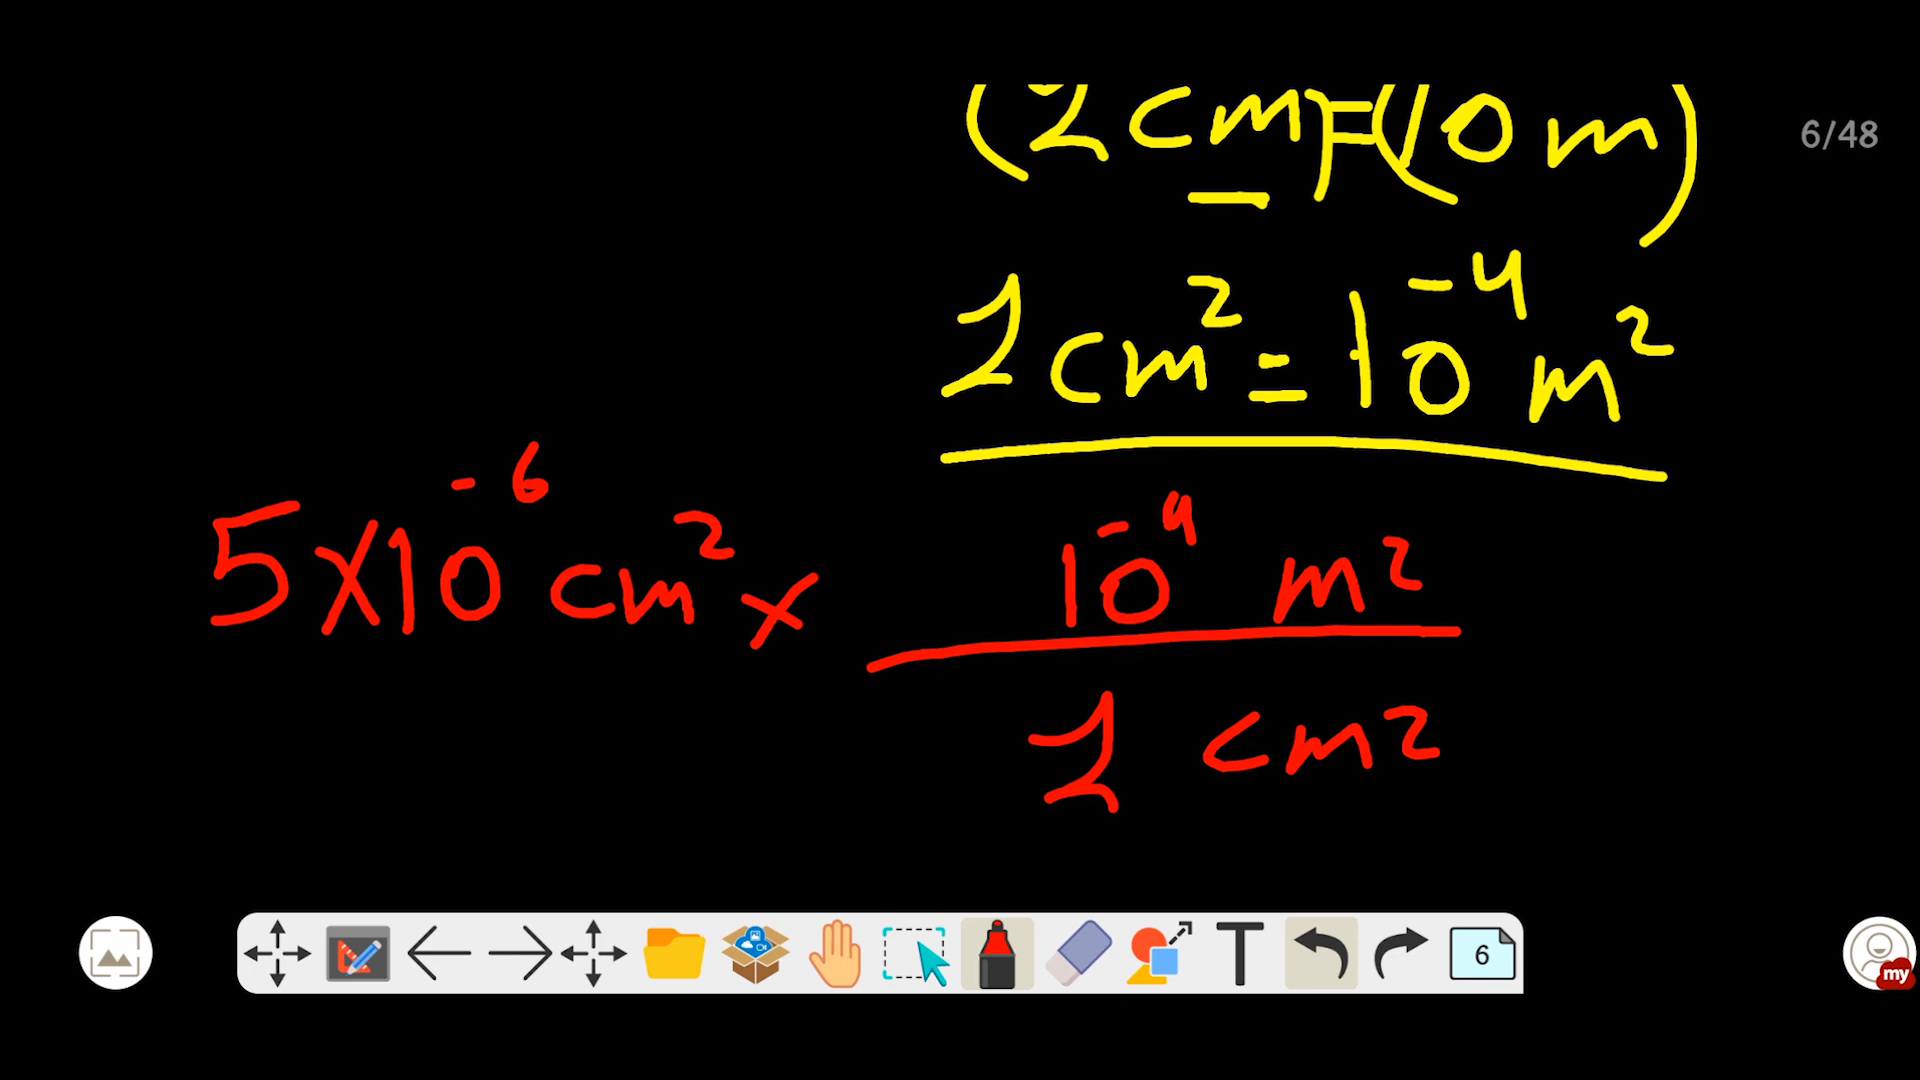 (1 cm)=(10 m)
6/48
1 cm² = 10⁻⁴ m²
5×10⁻⁶ cm² × 10⁻⁴ m²
1 cm2
T
6
my